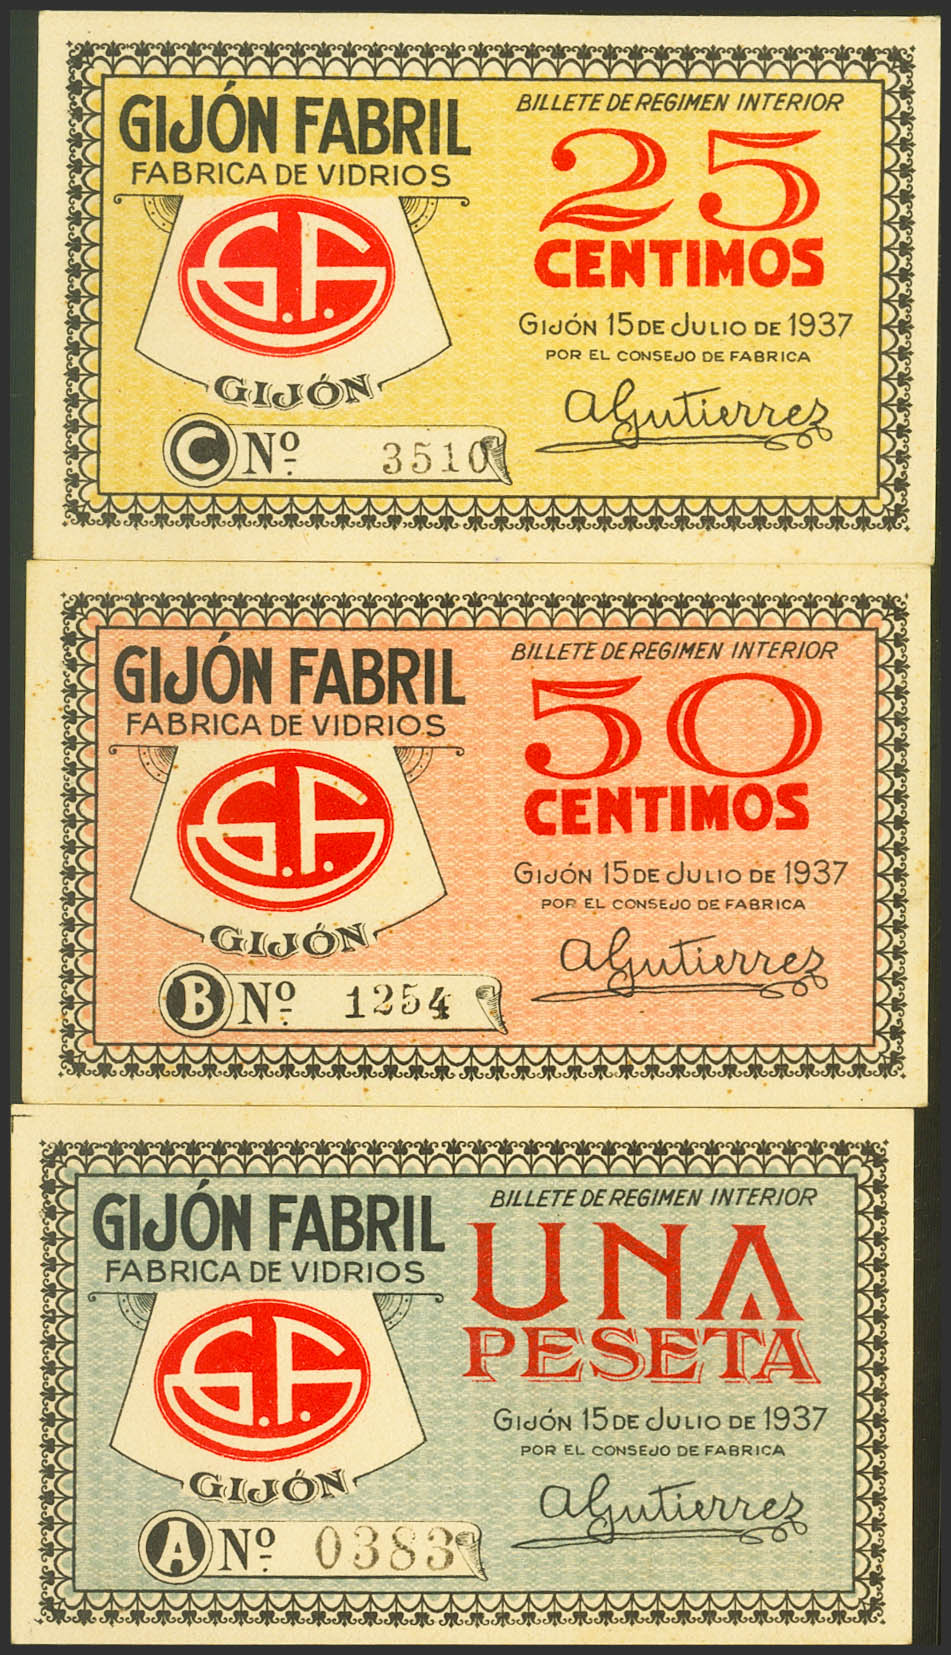 GIJÓN FABRIL
FABRICA DE VIDRIOS
G.F.
GIJÓN
C Nº 3510
BILLETE DE REGIMEN INTERIOR
25
CENTIMOS
GIJÓN 15 DE JULIO DE 1937
POR EL CONSEJO DE FABRICA
AGutierrez
GIJÓN FABRIL
FABRICA DE VIDRIOS
G.F.
GIJÓN
B Nº 1254
BILLETE DE REGIMEN INTERIOR
50
CENTIMOS
GIJÓN 15 DE JULIO DE 1937
POR EL CONSEJO DE FABRICA
AGutierrez
GIJÓN FABRIL
FABRICA DE VIDRIOS
G.F.
GIJÓN
A Nº 0383
BILLETE DE REGIMEN INTERIOR
UNA
PESETA
GIJÓN 15 DE JULIO DE 1937
POR EL CONSEJO DE FABRICA
AGutierrez